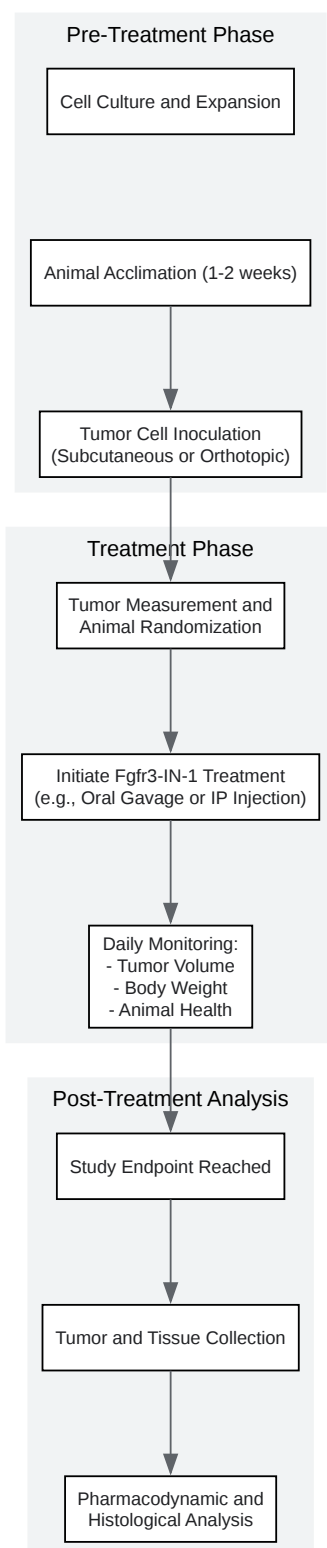 Pre-Treatment Phase
Cell Culture and Expansion
Animal Acclimation (1-2 weeks)
Tumor Cell Inoculation
(Subcutaneous or Orthotopic)
Treatment Phase
Tumor Measurement and
Animal Randomization
Initiate Fgfr3-IN-1 Treatment
(e.g., Oral Gavage or IP Injection)
Daily Monitoring:
- Tumor Volume
- Body Weight
- Animal Health
Post-Treatment Analysis
Study Endpoint Reached
Tumor and Tissue Collection
Pharmacodynamic and
Histological Analysis